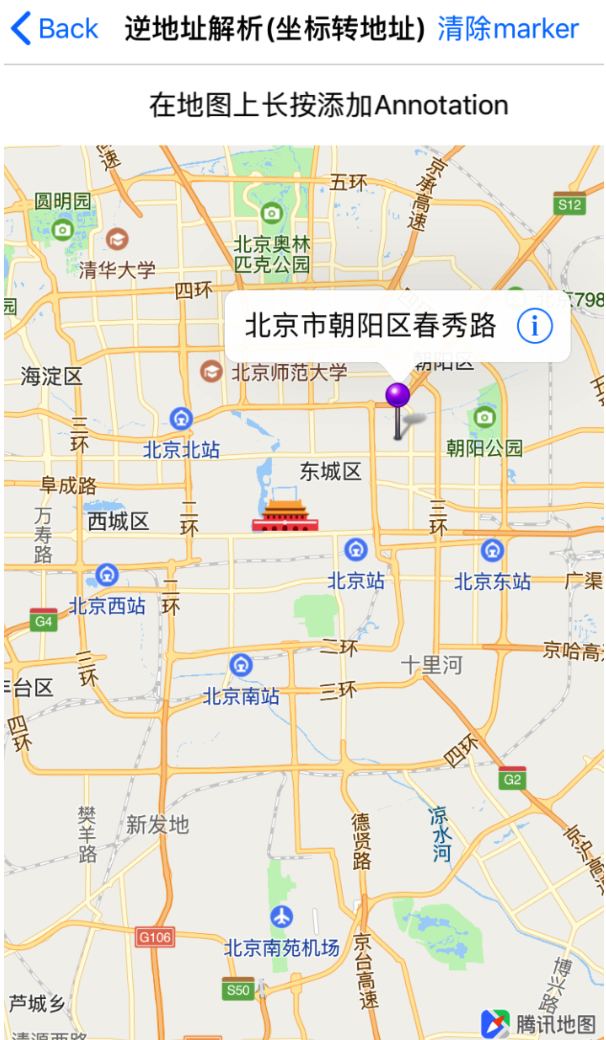 Back 逆地址解析(坐标转地址) 清除marker
在地图上长按添加Annotation
速
五环
京承高速
圆明园
S12
北京奥林
匹克公园
清华大学
四环
园
798
北京市朝阳区春秀路
朝阳区
海淀区
北京师范大学
五
三环
北京北站
朝阳公园
东城区
阜成路
万寿路
西城区
二环
三环
北京站
北京东站
广渠
北京西站
二环
G4
二环
京哈高
十里河
三环
丰台区
北京南站
三环
四环
四环
G2
樊羊路
新发地
德贤路
凉水河
京沪高
G106
北京南苑机场
京台高速
S50
博兴路
芦城乡
腾讯地图
清源西路